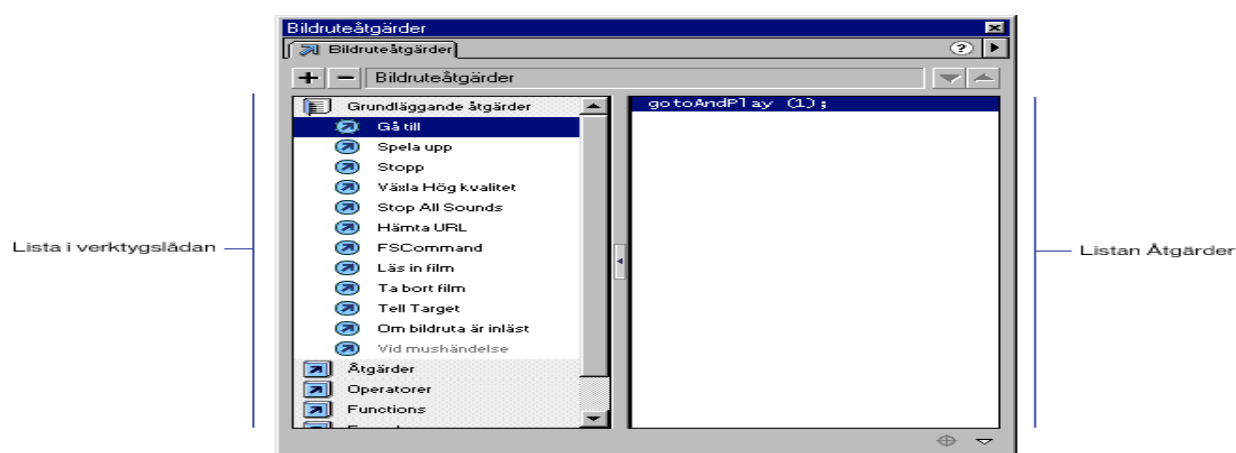 Bildruteåtgärder
Bildruteåtgärder
?
Bildruteåtgärder
Grundläggande åtgärder
Gå till
Spela upp
Stopp
Växla Hög kvalitet
Stop All Sounds
Hämta URL
FSCommand
Läs in film
Ta bort film
Tell Target
Om bildruta är inläst
Vid mushändelse
Åtgärder
Operatorer
Functions
gotoAndPlay (1);
Lista i verktygslådan
Listan Åtgärder